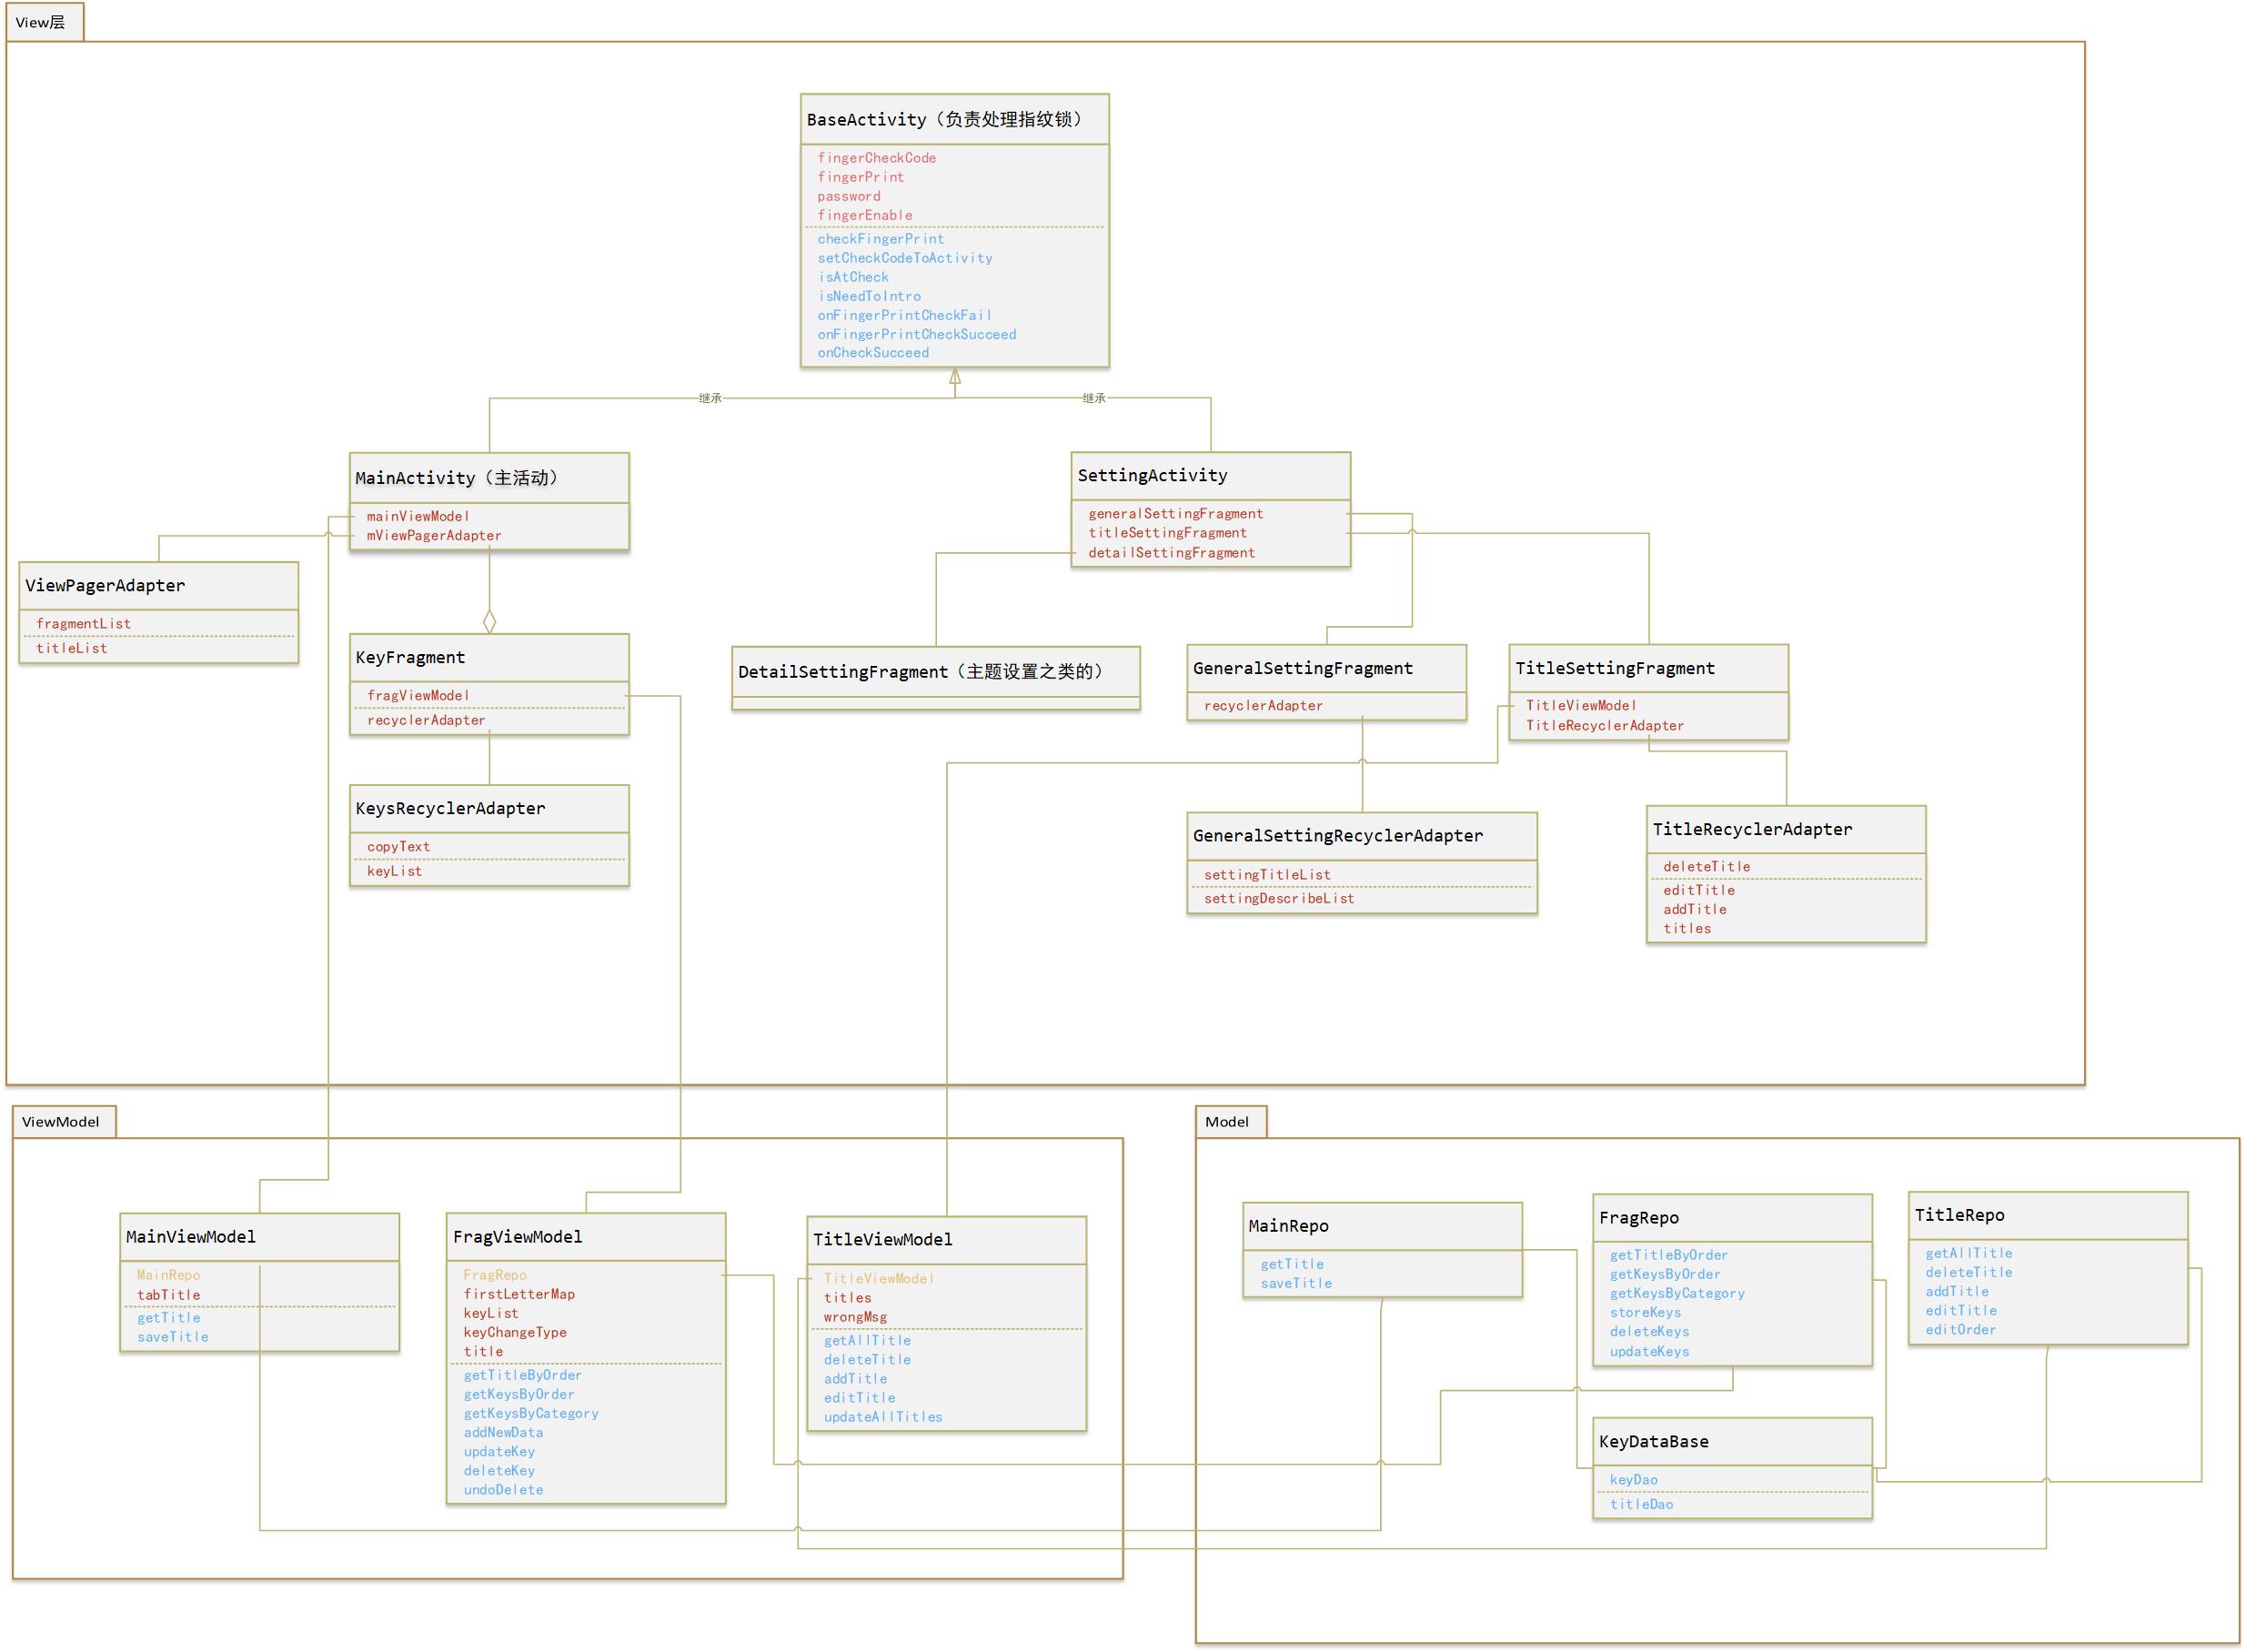 View层
BaseActivity（负责处理指纹锁）
fingerCheckCode
fingerPrint
password
fingerEnable
checkFingerPrint
setCheckCodeToActivity
isAtCheck
isNeedToIntro
onFingerPrintCheckFail
onFingerPrintCheckSucceed
onCheckSucceed
继承
继承
MainActivity（主活动）
mainViewModel
mViewPagerAdapter
SettingActivity
generalSettingFragment
titleSettingFragment
detailSettingFragment
ViewPagerAdapter
fragmentList
titleList
KeyFragment
fragViewModel
recyclerAdapter
DetailSettingFragment（主题设置之类的）
GeneralSettingFragment
recyclerAdapter
TitleSettingFragment
TitleViewModel
TitleRecyclerAdapter
KeysRecyclerAdapter
copyText
keyList
GeneralSettingRecyclerAdapter
settingTitleList
settingDescribeList
TitleRecyclerAdapter
deleteTitle
editTitle
addTitle
titles
ViewModel
MainViewModel
MainRepo
tabTitle
getTitle
saveTitle
FragViewModel
FragRepo
firstLetterMap
keyList
keyChangeType
title
getTitleByOrder
getKeysByOrder
getKeysByCategory
addNewData
updateKey
deleteKey
undoDelete
TitleViewModel
TitleViewModel
titles
wrongMsg
getAllTitle
deleteTitle
addTitle
editTitle
updateAllTitles
Model
MainRepo
getTitle
saveTitle
FragRepo
getTitleByOrder
getKeysByOrder
getKeysByCategory
storeKeys
deleteKeys
updateKeys
TitleRepo
getAllTitle
deleteTitle
addTitle
editTitle
editOrder
KeyDataBase
keyDao
titleDao